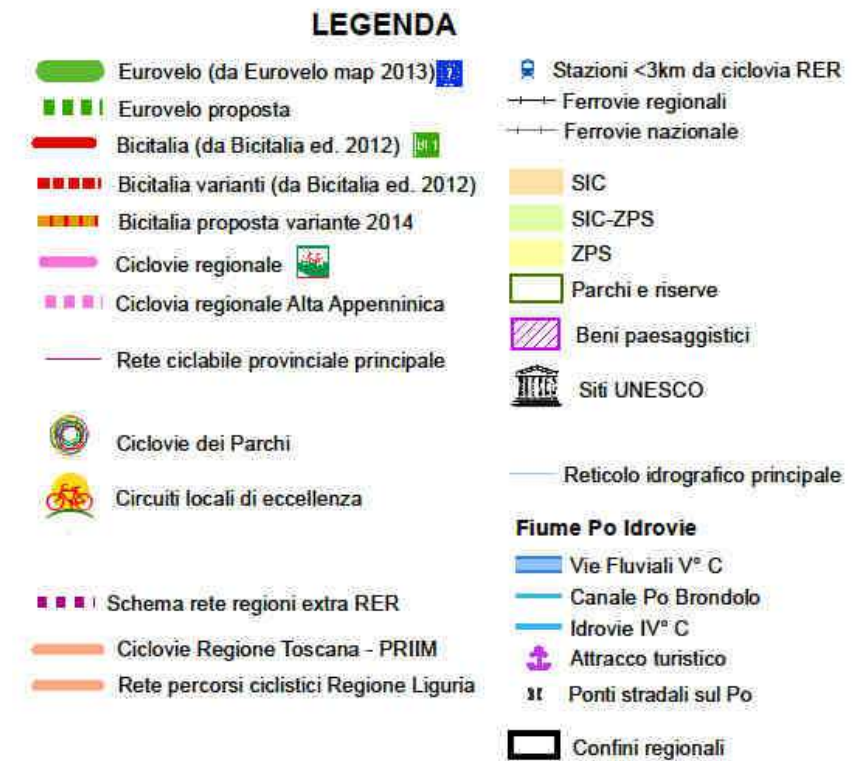 LEGENDA
Eurovelo (da Eurovelo map 2013) 7
Eurovelo proposta
Bicitalia (da Bicitalia ed. 2012) BI 1
Bicitalia varianti (da Bicitalia ed. 2012)
Bicitalia proposta variante 2014
Ciclovie regionale
Ciclovia regionale Alta Appenninica
Rete ciclabile provinciale principale
Ciclovie dei Parchi
Circuiti locali di eccellenza
Schema rete regioni extra RER
Ciclovie Regione Toscana - PRIIM
Rete percorsi ciclistici Regione Liguria
Stazioni <3km da ciclovia RER
Ferrovie regionali
Ferrovie nazionale
SIC
SIC-ZPS
ZPS
Parchi e riserve
Beni paesaggistici
Siti UNESCO
Reticolo idrografico principale
Fiume Po Idrovie
Vie Fluviali V° C
Canale Po Brondolo
Idrovie IV° C
Attracco turistico
Ponti stradali sul Po
Confini regionali